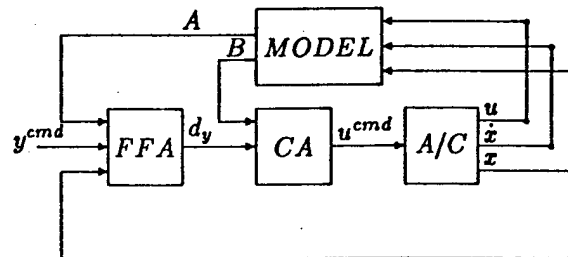 A
B
MODEL
u
y^{cmd}
FFA
d_y
CA
u^{cmd}
A/C
ẋ
x